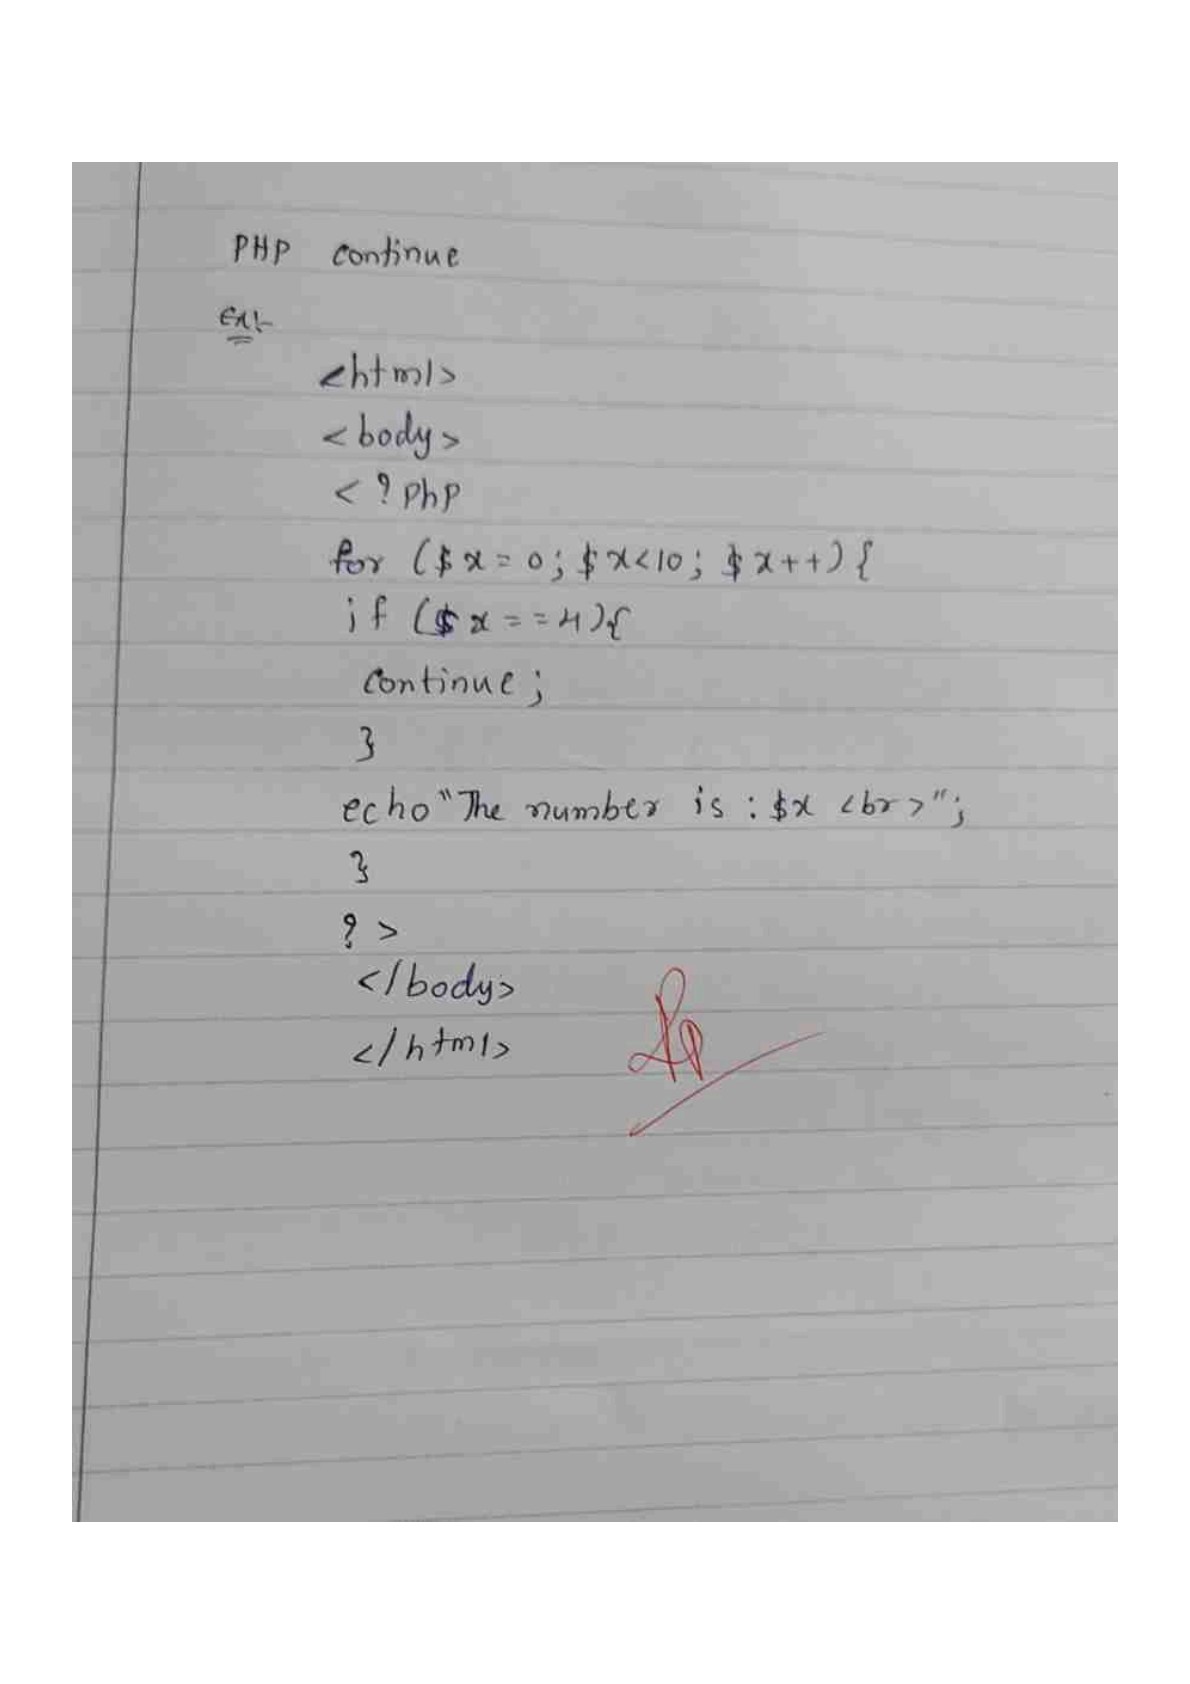 PHP continue
Ex:-
<html>
<body>
<?php
for ($x=0; $x<10; $x++) {
if ($x==4){
continue;
}
echo "The number is : $x <br>";
}
?>
</body>
</html>